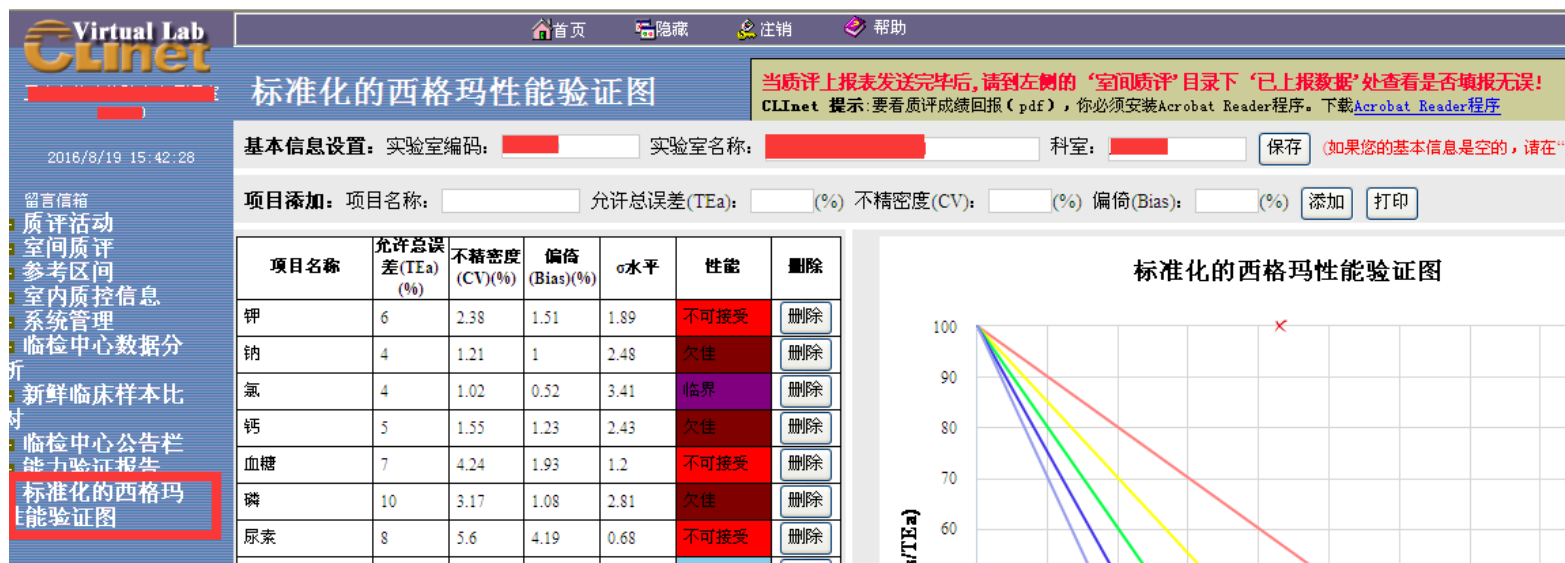 Virtual Lab
CLinet
首页 隐藏 注销 帮助
标准化的西格玛性能验证图
当质评上报表发送完毕后,请到左侧的‘室间质评’目录下‘已上报数据’处查看是否填报无误!
CLInet 提示:要看质评成绩回报(pdf),你必须安装Acrobat Reader程序。下载Acrobat Reader程序
2016/8/19 15:42:28
基本信息设置: 实验室编码: 实验室名称: 科室: 保存 (如果您的基本信息是空的,请在“
项目添加: 项目名称: 允许总误差(TEa): (%) 不精密度(CV): (%) 偏倚(Bias): (%) 添加 打印
留言信箱
质评活动
室间质评
参考区间
室内质控信息
系统管理
临检中心数据分
析
新鲜临床样本比
对
临检中心公告栏
能力验证报告
标准化的西格玛
性能验证图
项目名称 允许总误差(TEa)(%) 不精密度(CV)(%) 偏倚(Bias)(%) σ水平 性能 删除
钾 6 2.38 1.51 1.89 不可接受 删除
钠 4 1.21 1 2.48 欠佳 删除
氯 4 1.02 0.52 3.41 临界 删除
钙 5 1.55 1.23 2.43 欠佳 删除
血糖 7 4.24 1.93 1.2 不可接受 删除
磷 10 3.17 1.08 2.81 欠佳 删除
尿素 8 5.6 4.19 0.68 不可接受 删除
标准化的西格玛性能验证图
100
90
80
70
60
s/TEa)